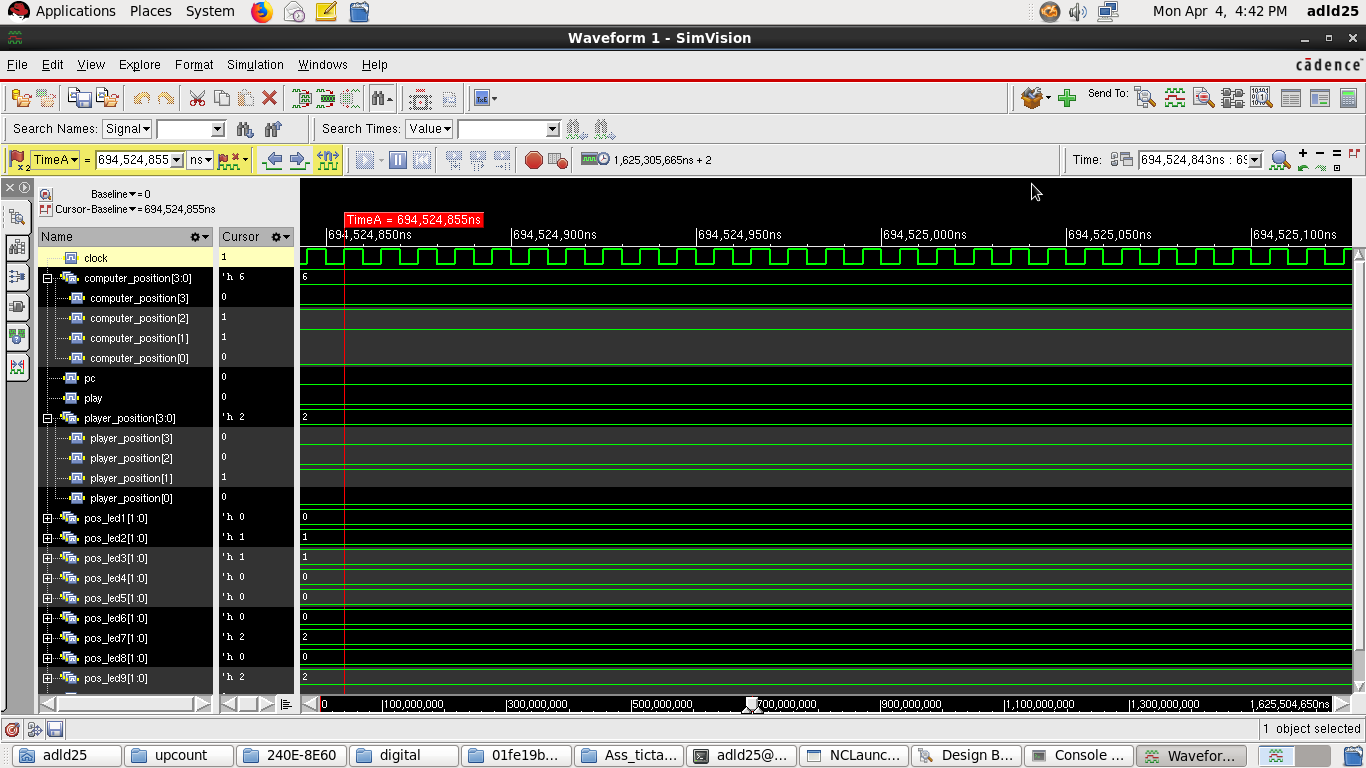 Applications Places System Mon Apr 4, 4:42 PM adld25
Waveform 1 - SimVision
File Edit View Explore Format Simulation Windows Help cādence
Send To:
Search Names: Signal Search Times: Value
x2 TimeA = 694,524,855 ns 1,625,305,665ns + 2 Time: 694,524,643ns : 69
Baseline = 0
Cursor-Baseline = 694,524,855ns
TimeA = 694,524,855ns
694,524,850ns 694,524,900ns 694,524,950ns 694,525,000ns 694,525,050ns 694,525,100ns
Name Cursor
clock 1
computer_position[3:0] 'h 6 6
computer_position[3] 0
computer_position[2] 1
computer_position[1] 1
computer_position[0] 0
pc 0
play 0
player_position[3:0] 'h 2 2
player_position[3] 0
player_position[2] 0
player_position[1] 1
player_position[0] 0
pos_led1[1:0] 'h 0 0
pos_led2[1:0] 'h 1 1
pos_led3[1:0] 'h 1 1
pos_led4[1:0] 'h 0 0
pos_led5[1:0] 'h 0 0
pos_led6[1:0] 'h 0 0
pos_led7[1:0] 'h 2 2
pos_led8[1:0] 'h 0 0
pos_led9[1:0] 'h 2 2
0 100,000,000 300,000,000 500,000,000 700,000,000 900,000,000 1,100,000,000 1,300,000,000 1,625,504,650ns
1 object selected
adld25 upcount 240E-8E60 digital 01fe19b... Ass_ticta... adld25@... NCLaunc... Design B... Console ... Wavefor...